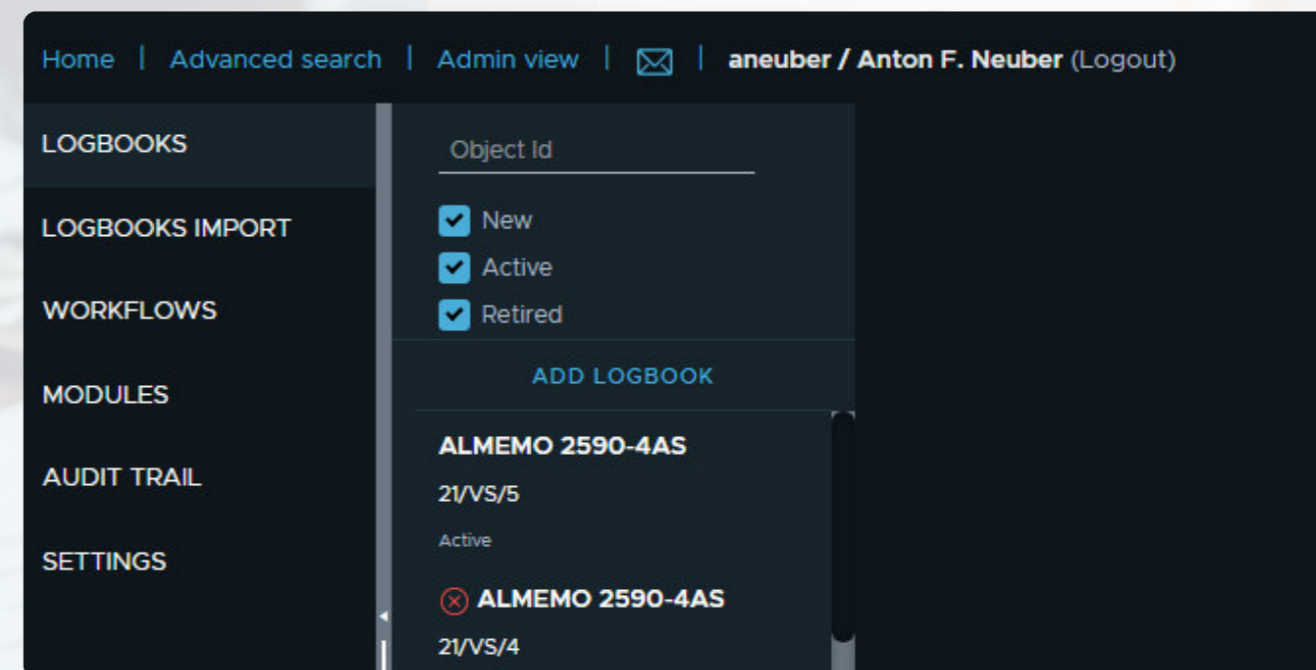 Home | Advanced search | Admin view | | aneuber / Anton F. Neuber (Logout)
LOGBOOKS
LOGBOOKS IMPORT
WORKFLOWS
MODULES
AUDIT TRAIL
SETTINGS
Object Id
New
Active
Retired
ADD LOGBOOK
ALMEMO 2590-4AS
21/VS/5
Active
ALMEMO 2590-4AS
21/VS/4